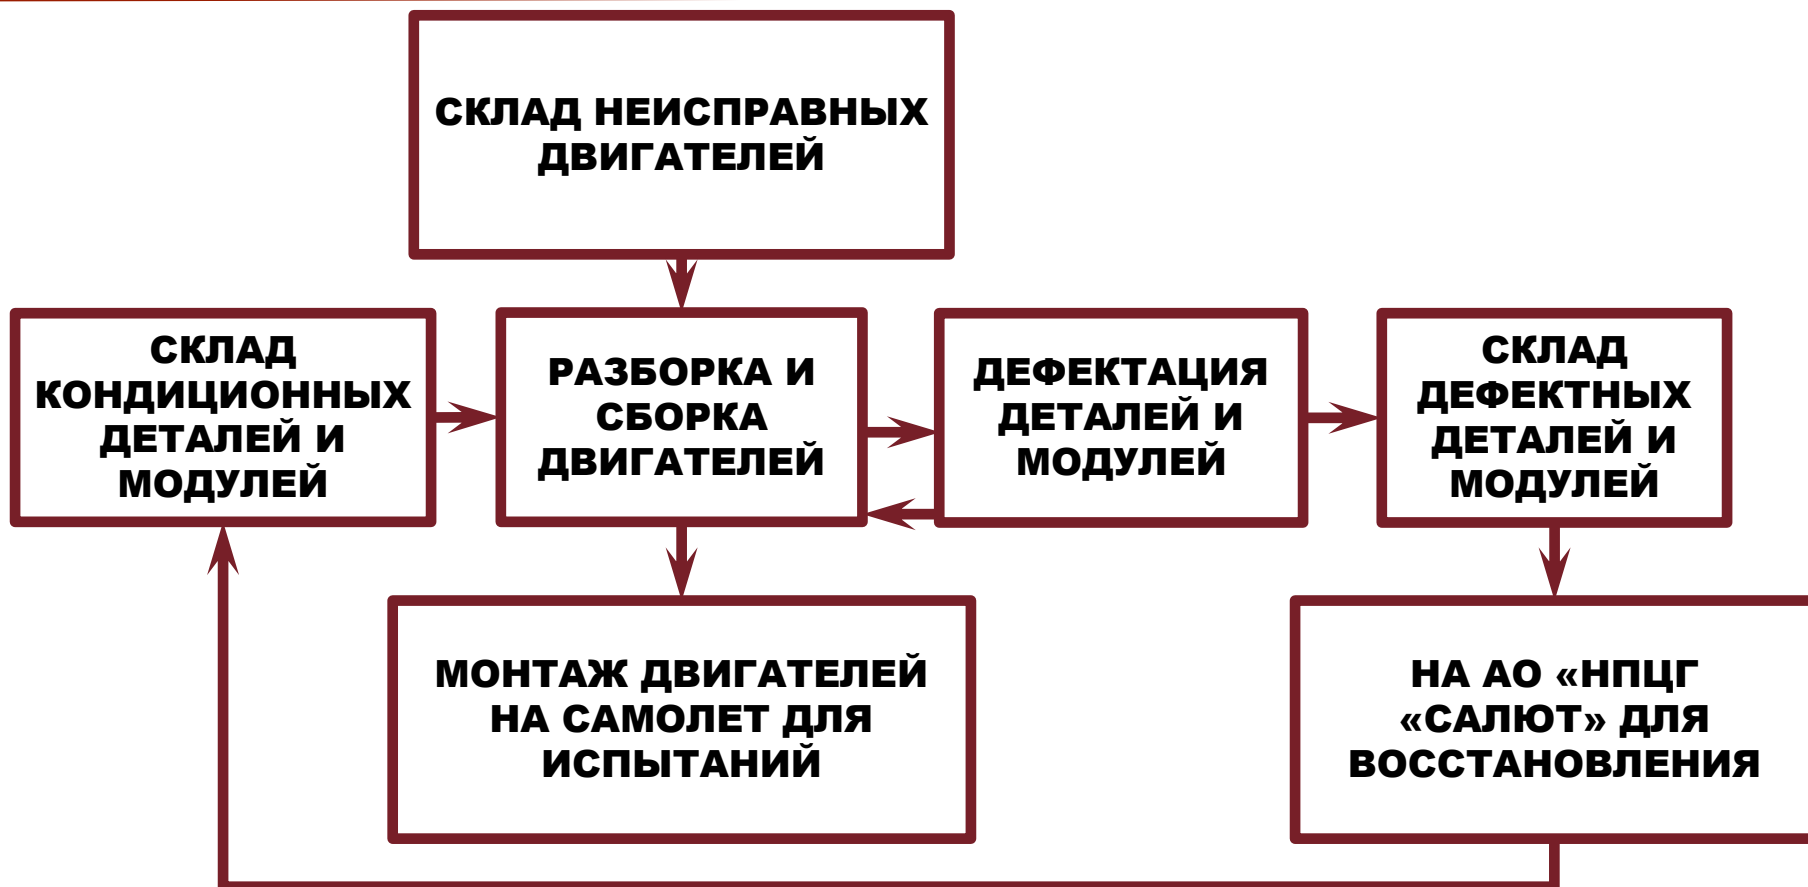 СКЛАД НЕИСПРАВНЫХ
ДВИГАТЕЛЕЙ
СКЛАД
КОНДИЦИОННЫХ
ДЕТАЛЕЙ И
МОДУЛЕЙ
РАЗБОРКА И
СБОРКА
ДВИГАТЕЛЕЙ
ДЕФЕКТАЦИЯ
ДЕТАЛЕЙ И
МОДУЛЕЙ
СКЛАД
ДЕФЕКТНЫХ
ДЕТАЛЕЙ И
МОДУЛЕЙ
МОНТАЖ ДВИГАТЕЛЕЙ
НА САМОЛЕТ ДЛЯ
ИСПЫТАНИЙ
НА АО «НПЦГ
«САЛЮТ» ДЛЯ
ВОССТАНОВЛЕНИЯ